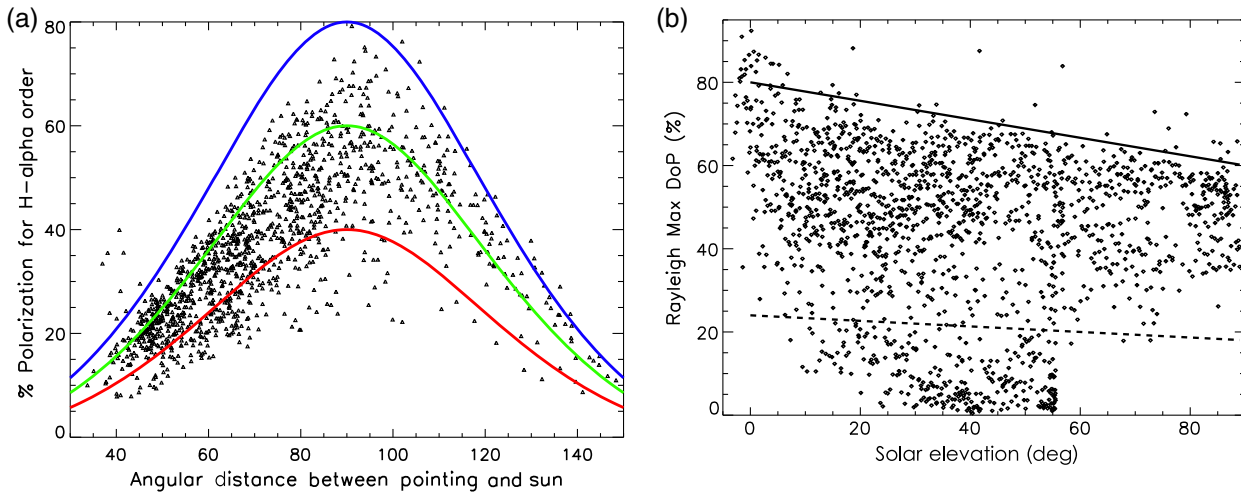 (a)
% Polarization for H-alpha order
80
60
40
20
0
40 60 80 100 120 140
Angular distance between pointing and sun
(b)
Rayleigh Max DoP (%)
80
60
40
20
0
0 20 40 60 80
Solar elevation (deg)